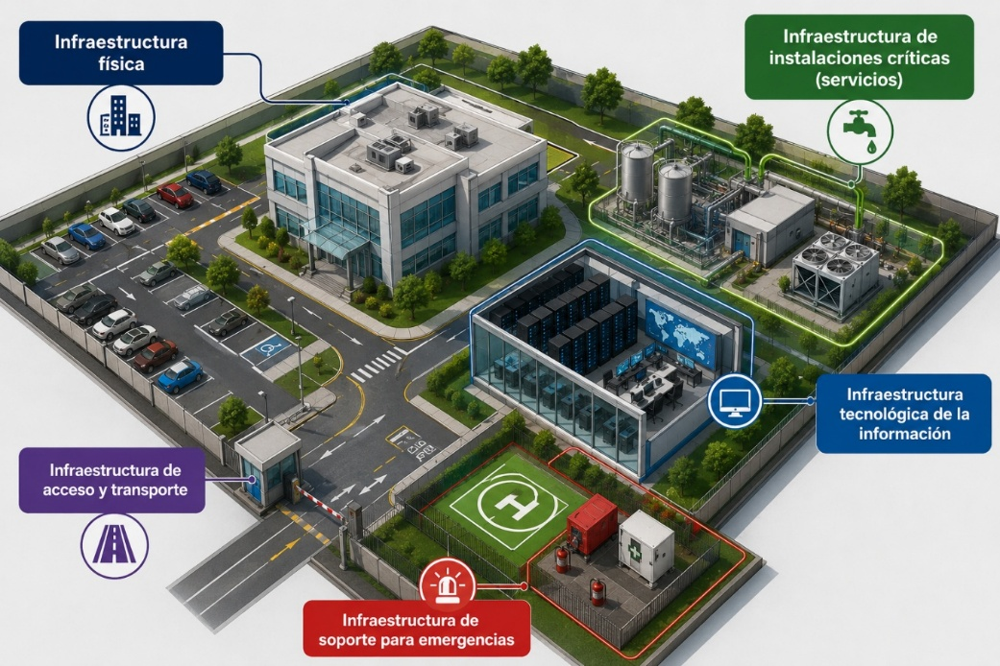 Infraestructura
física
Infraestructura de
instalaciones críticas
(servicios)
Infraestructura
tecnológica de la
información
Infraestructura de
acceso y transporte
H
Infraestructura de
soporte para emergencias